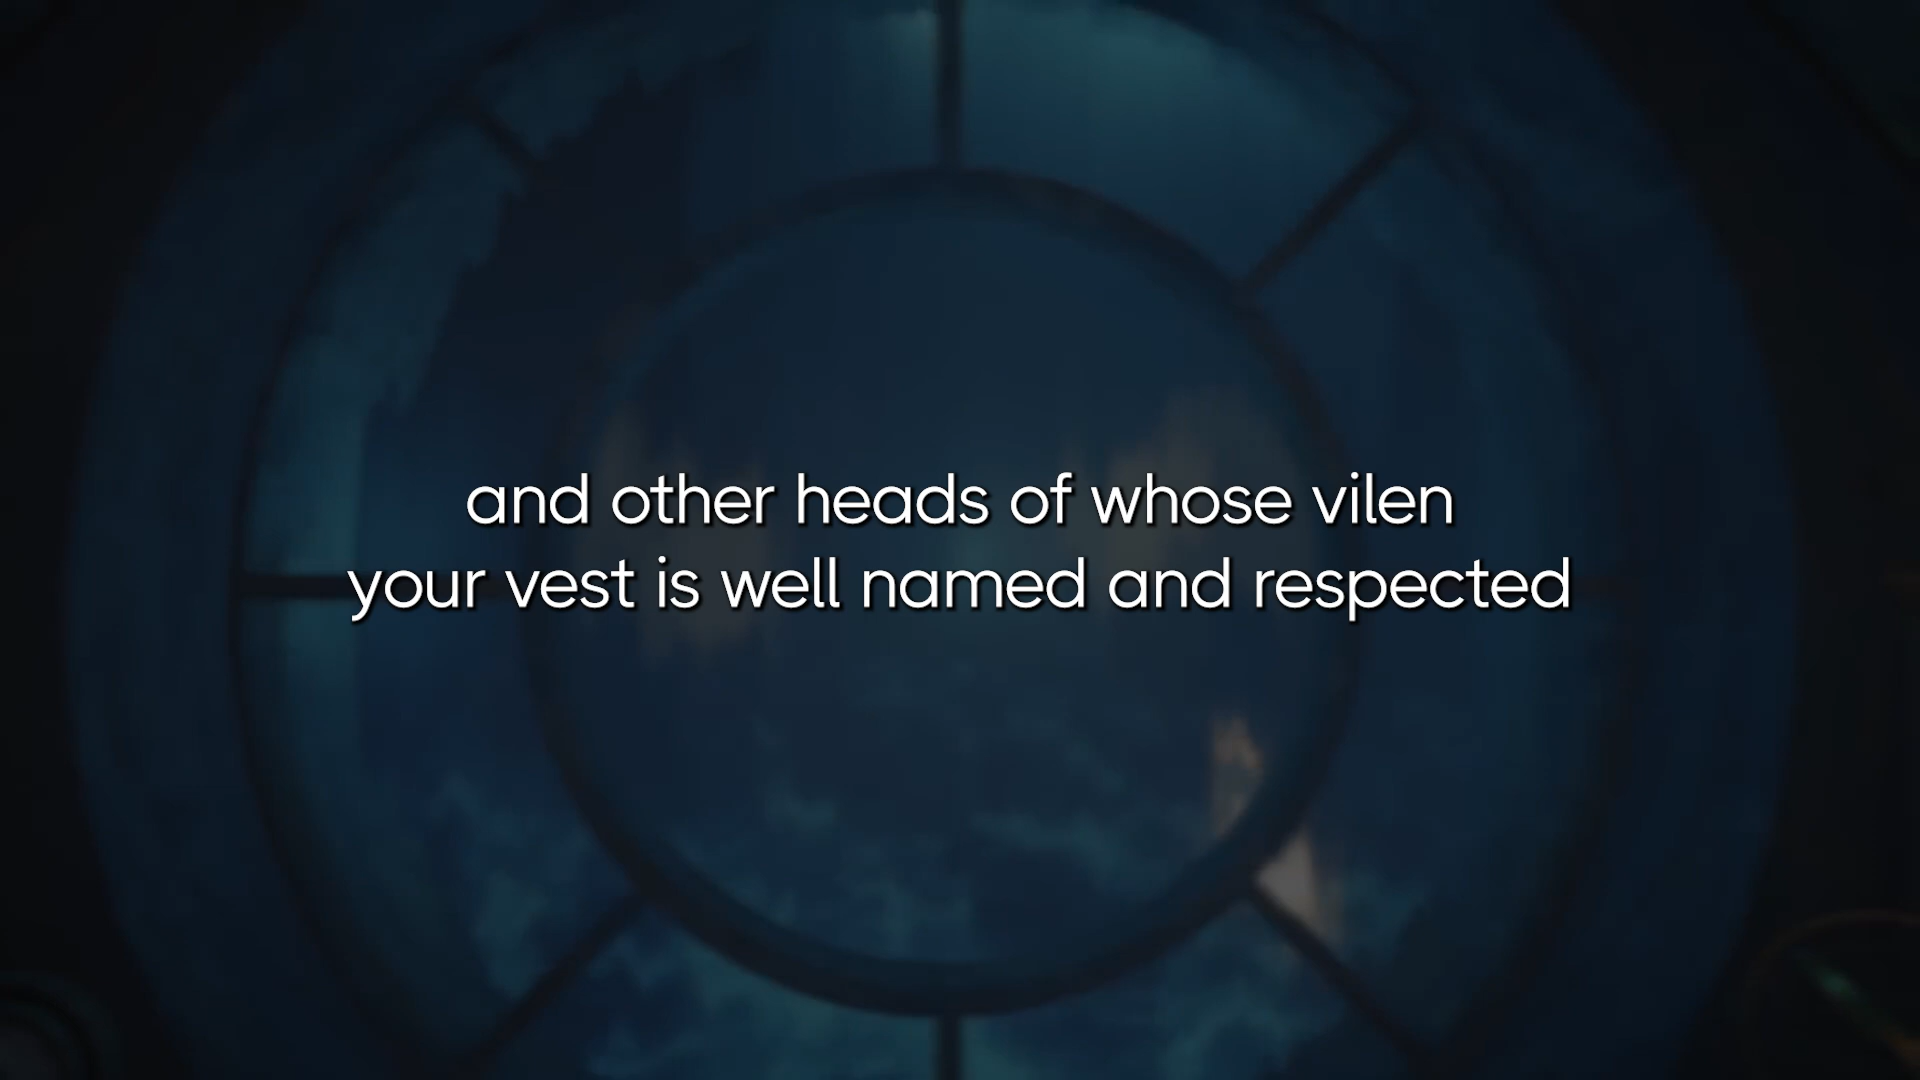 and other heads of whose vilen
your vest is well named and respected